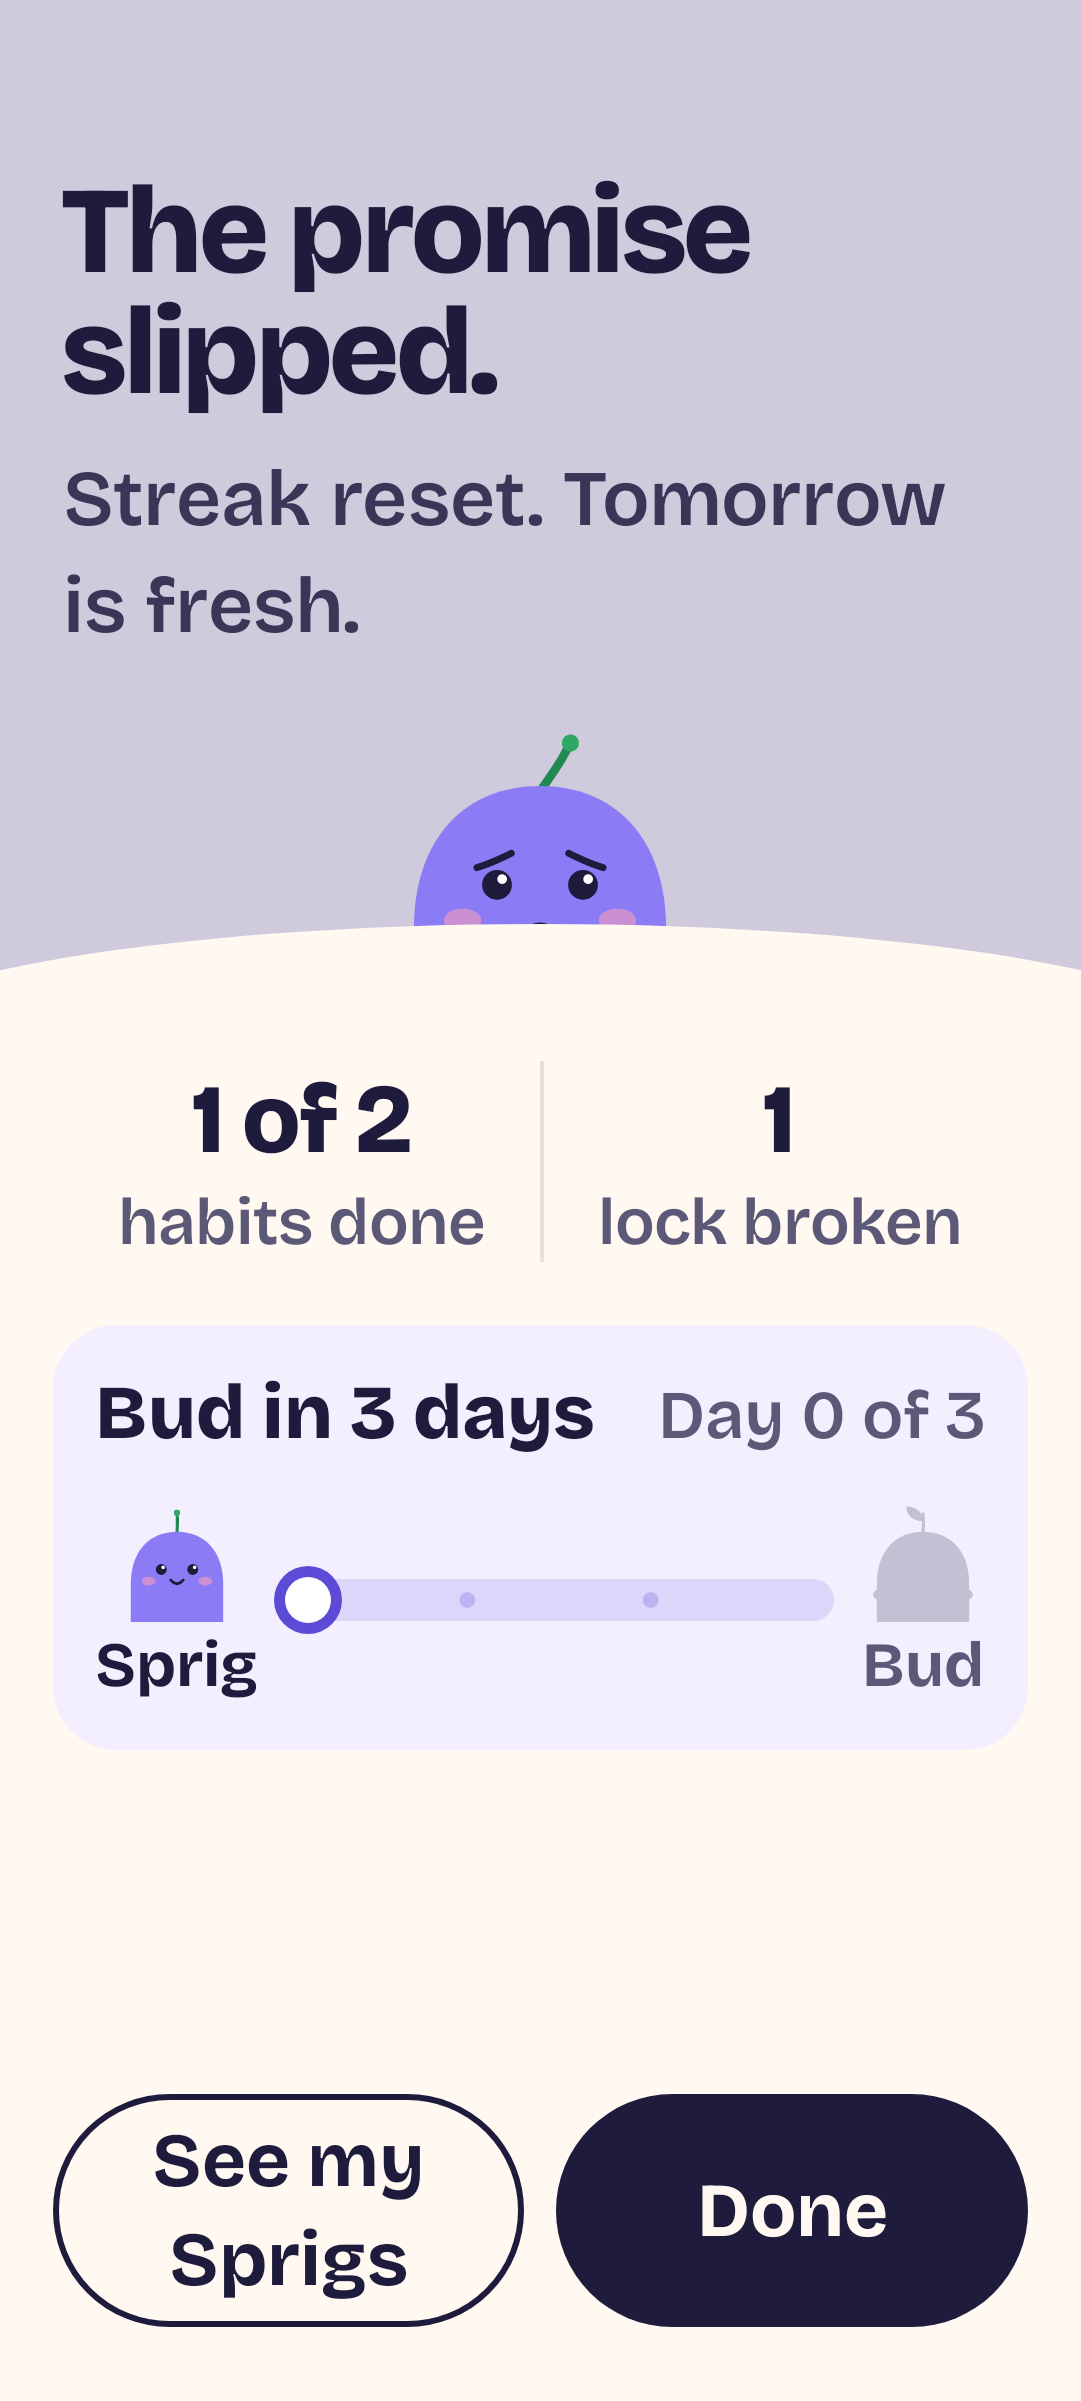 The promise
slipped.
Streak reset. Tomorrow
is fresh.
1 of 2
habits done
1
lock broken
Bud in 3 days
Day 0 of 3
Sprig
Bud
See my
Sprigs
Done